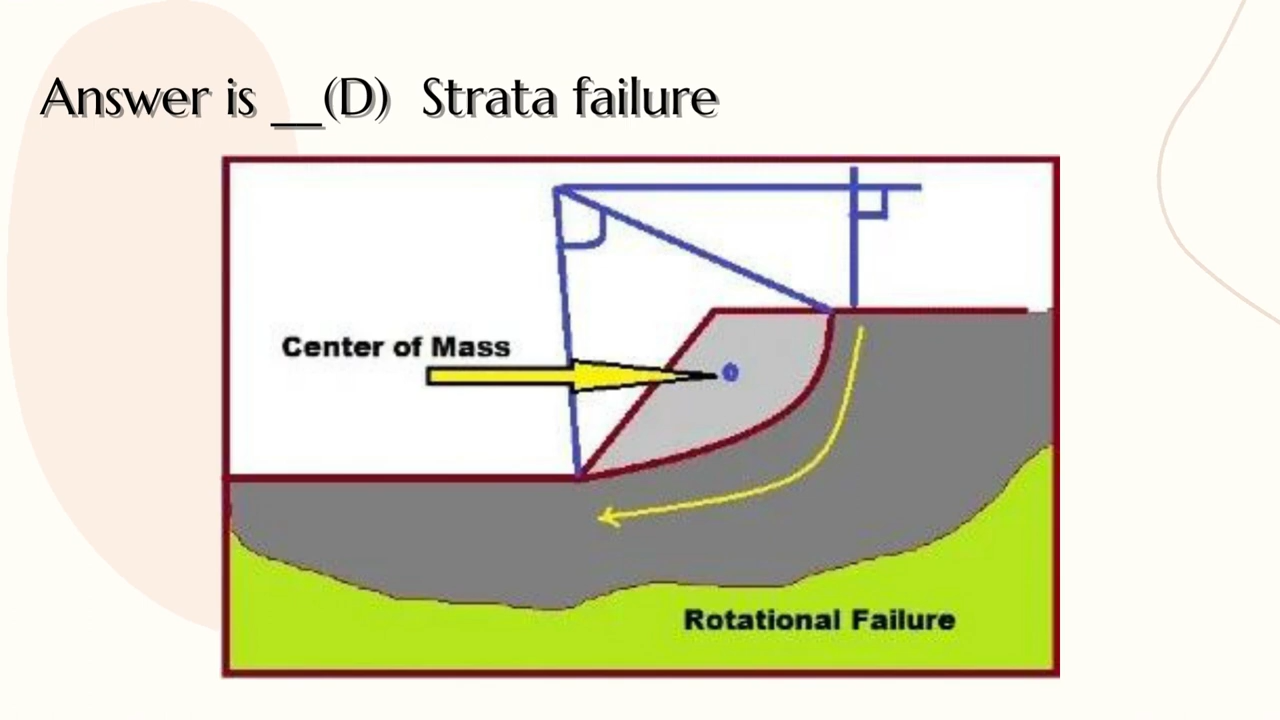 Answer is __(D) Strata failure
Center of Mass
Rotational Failure